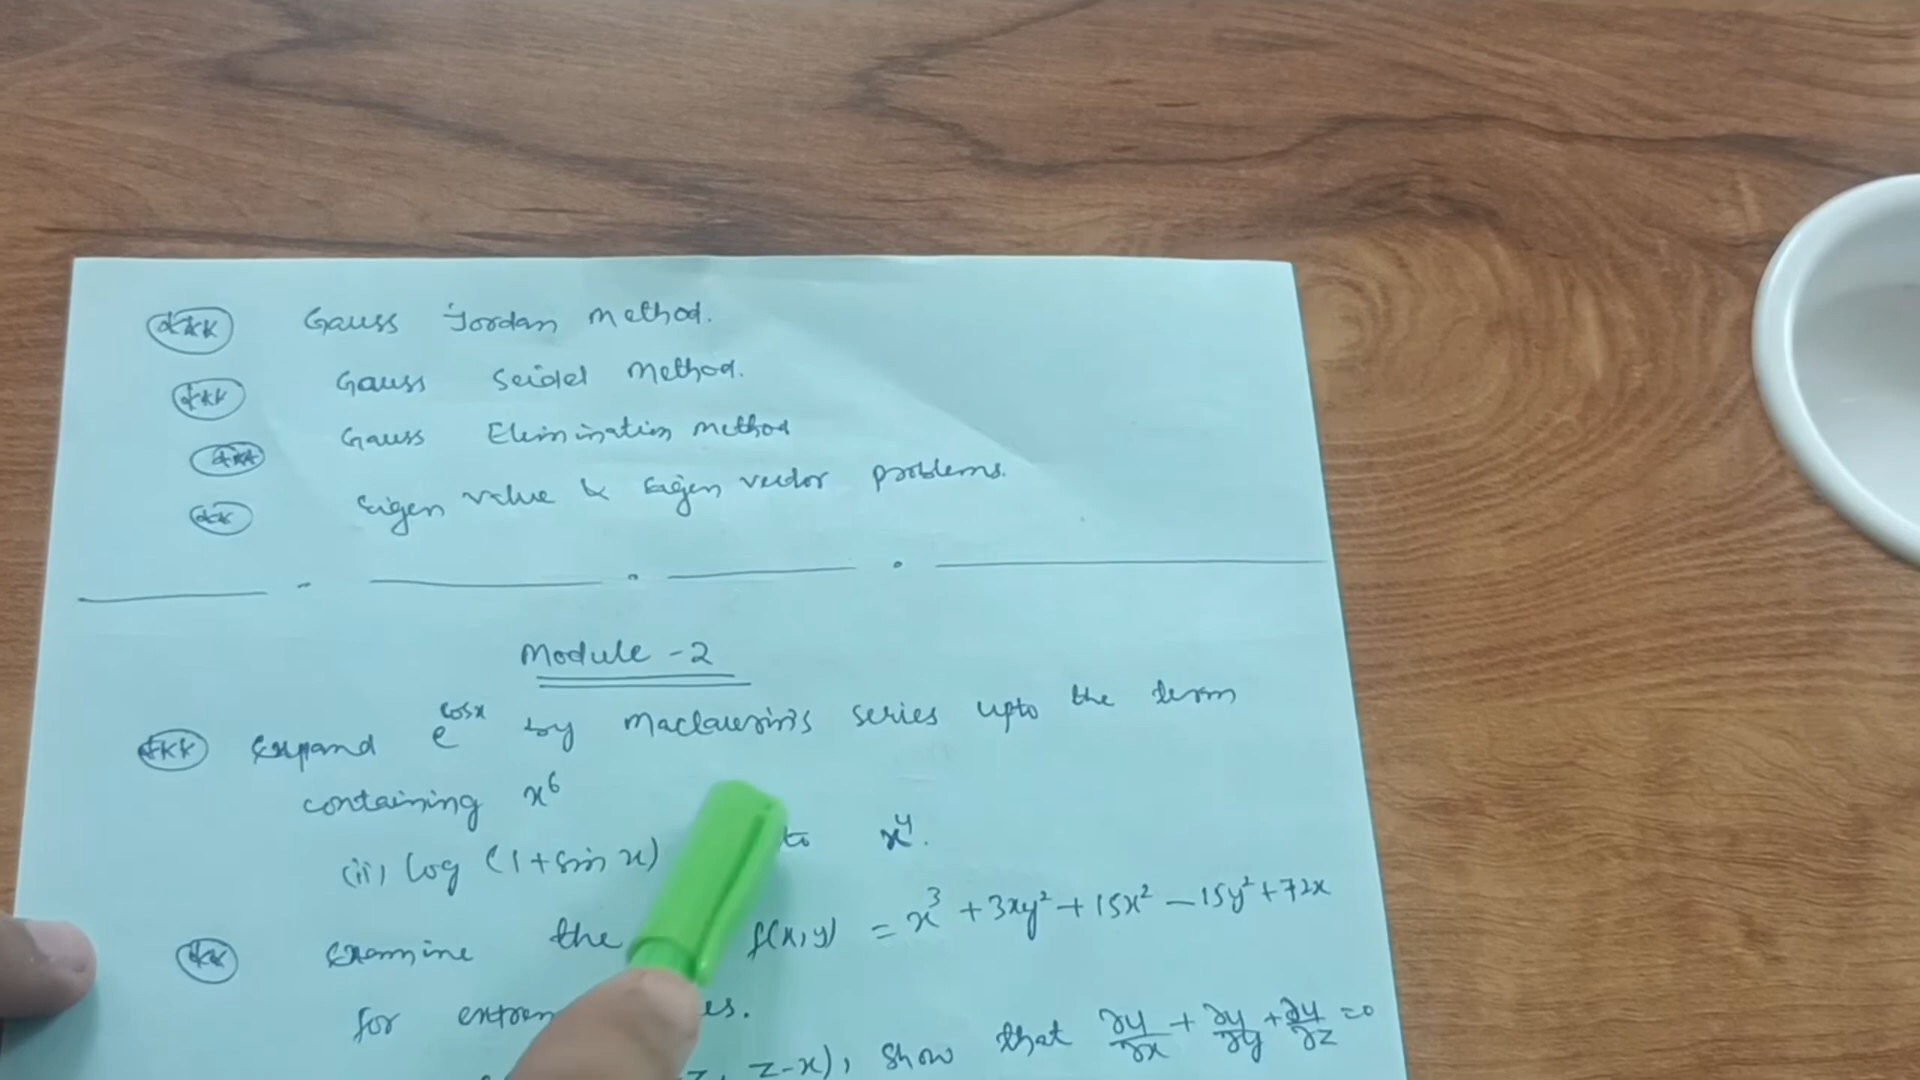 *** Gauss Jordan method.
*** Gauss Seidel method.
*** Gauss Elimination method
** Eigen value & Eigen vector problems.
Module -2
*** Expand e^cosx by Maclaurin's series upto the term
containing x^6
(ii) log (1+sin x) to x^4.
** Examine the f(x,y) = x^3 + 3xy^2 + 15x^2 - 15y^2 + 72x
for es.
z, z-x), show that ∂u/∂x + ∂u/∂y + ∂u/∂z = 0